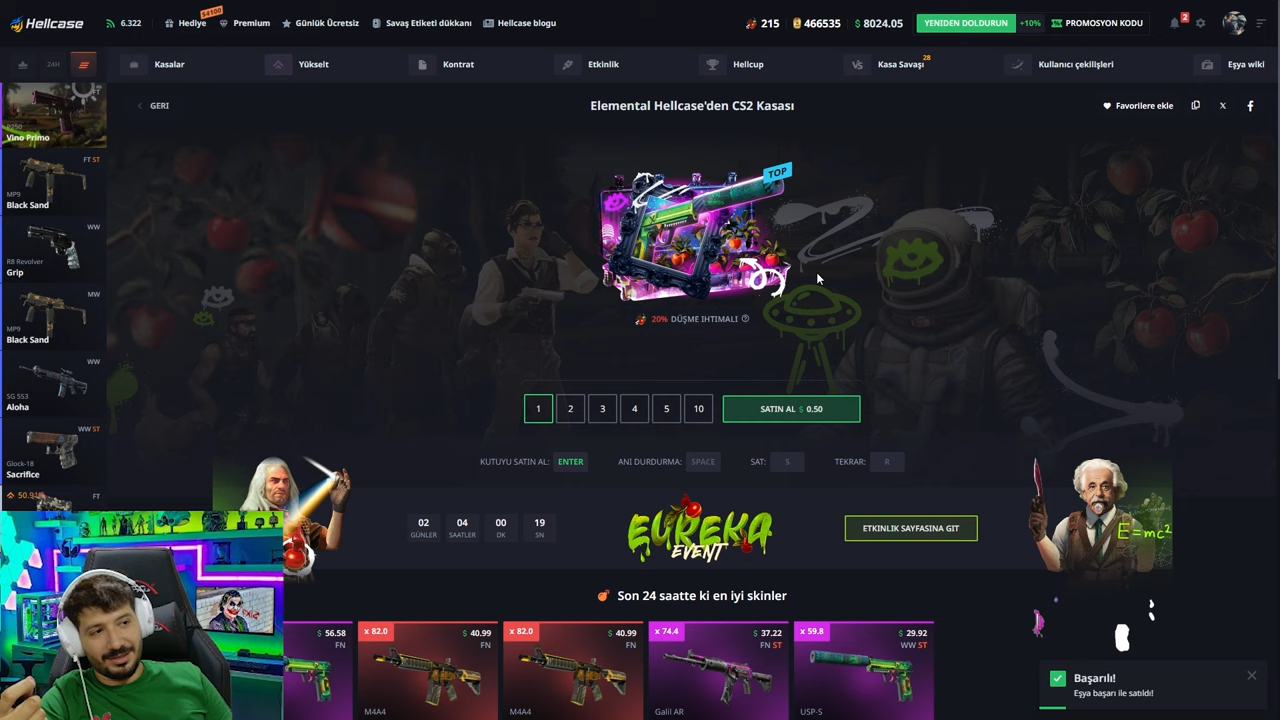 Hellcase
6.322
$4100
Hediye
Premium
Günlük Ücretsiz
Savaş Etiketi dükkanı
Hellcase blogu
215
466535
$ 8024.05
YENIDEN DOLDURUN
+10%
PROMOSYON KODU
2
24H
Kasalar
Yükselt
Kontrat
Etkinlik
Hellcup
VS
Kasa Savaşı
28
Kullanıcı çekilişleri
Eşya wiki
GERI
Elemental Hellcase'den CS2 Kasası
Favorilere ekle
X
FT
P250
Vino Primo
FT ST
MP9
Black Sand
WW
R8 Revolver
Grip
MW
MP9
Black Sand
WW
SG 553
Aloha
WW ST
Glock-18
Sacrifice
FT
TOP
20% DÜŞME IHTIMALI
1
2
3
4
5
10
SATIN AL $ 0.50
KUTUYU SATIN AL: ENTER
ANI DURDURMA: SPACE
SAT: S
TEKRAR: R
02
GÜNLER
04
SAATLER
00
DK
19
SN
EUREKA
EVENT
ETKINLIK SAYFASINA GIT
E=mc²
Son 24 saatte ki en iyi skinler
$ 56.58
FN
x 82.0
$ 40.99
FN
M4A4
x 82.0
$ 40.99
FN
M4A4
x 74.4
$ 37.22
FN ST
Galil AR
x 59.8
$ 29.92
WW ST
USP-S
Başarılı!
Eşya başarı ile satıldı!